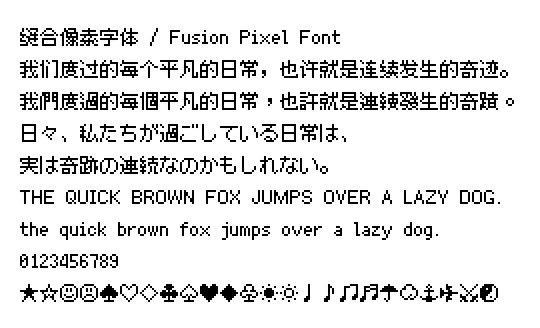 缝合像素字体 / Fusion Pixel Font
我们度过的每个平凡的日常，也许就是连续发生的奇迹。
我們度過的每個平凡的日常，也許就是連續發生的奇蹟。
日々、私たちが過ごしている日常は、
実は奇跡の連続なのかもしれない。
THE QUICK BROWN FOX JUMPS OVER A LAZY DOG.
the quick brown fox jumps over a lazy dog.
0123456789
★☆☺☹♠♡♢♣♤♥♦♧☀☼♩♪♫♬☂☁⚓✈⚔☯